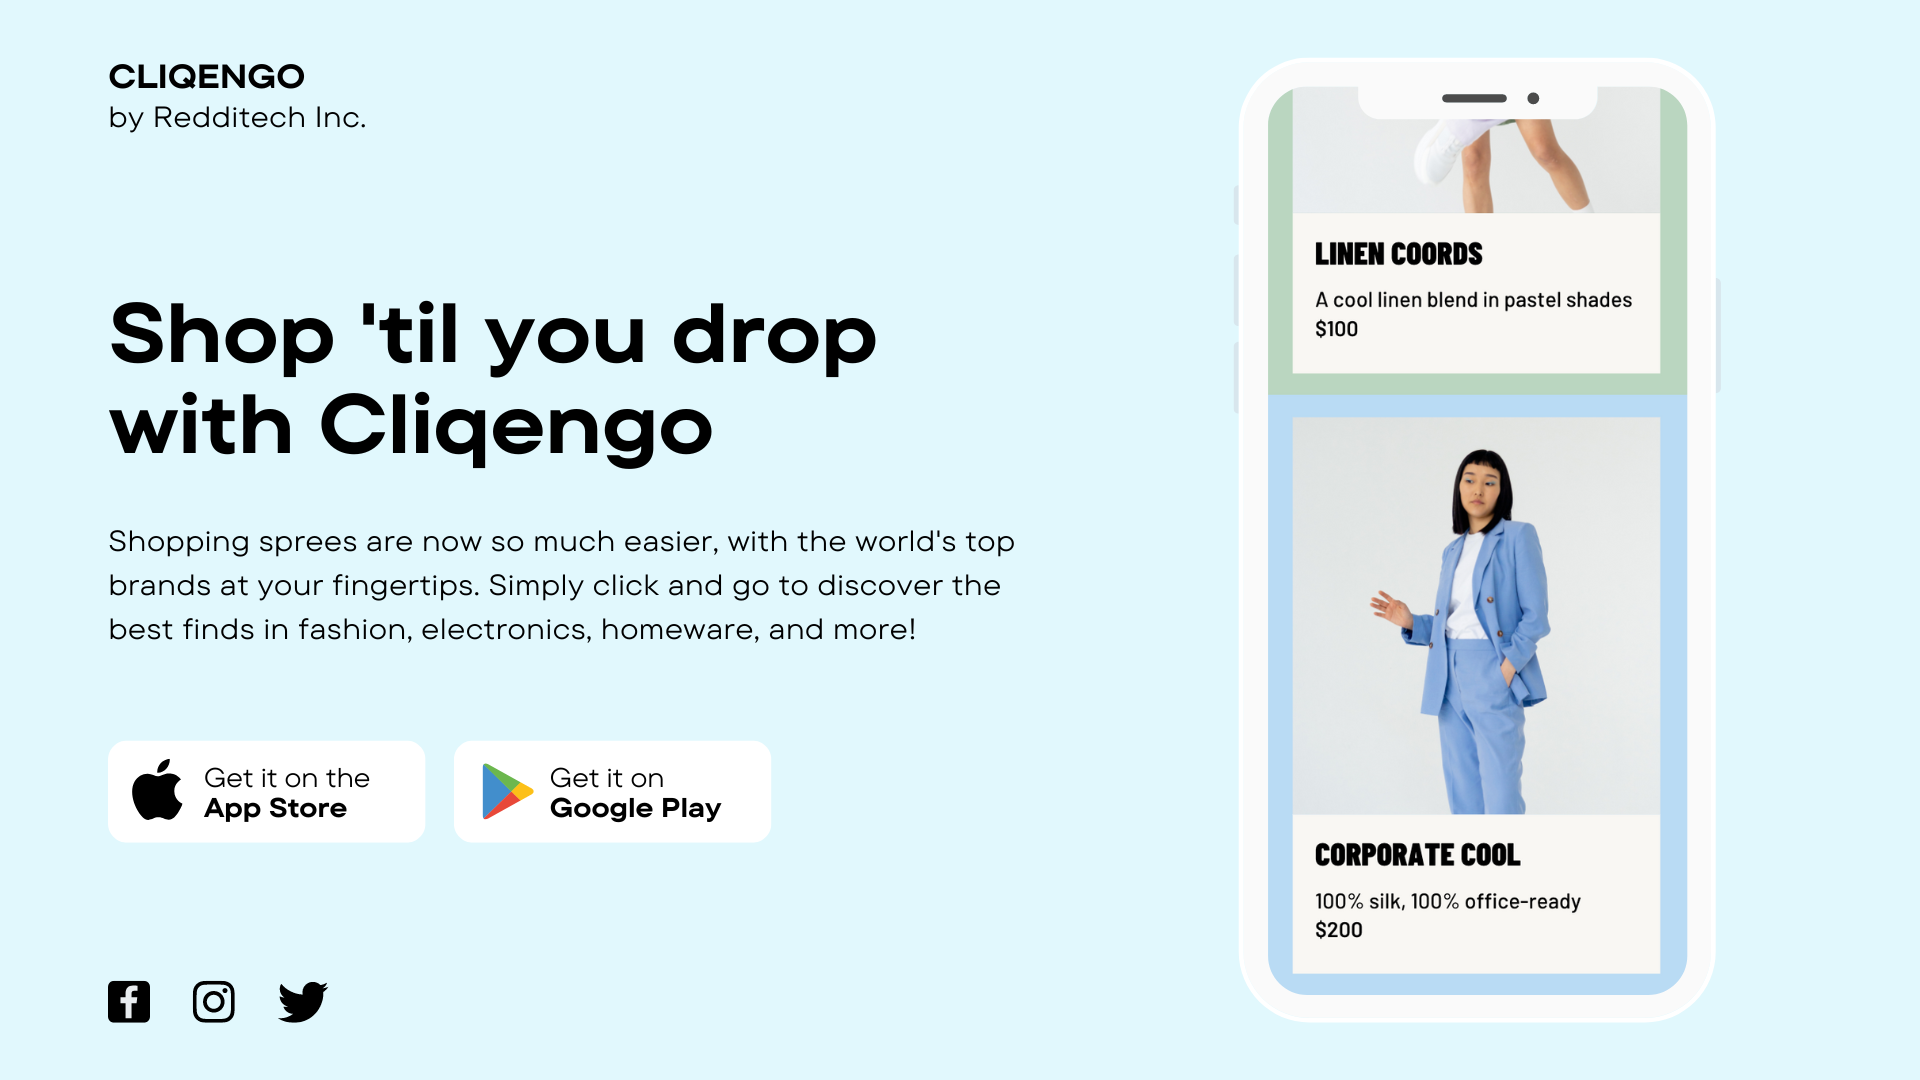 CLIQENGO
by Redditech Inc.
Shop 'til you drop
with Cliqengo
Shopping sprees are now so much easier, with the world's top
brands at your fingertips. Simply click and go to discover the
best finds in fashion, electronics, homeware, and more!
Get it on the
App Store
Get it on
Google Play
LINEN COORDS
A cool linen blend in pastel shades
$100
CORPORATE COOL
100% silk, 100% office-ready
$200